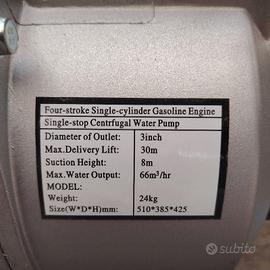 Four-stroke Single-cylinder Gasoline Engine
Single-stop Centrfugal Water Pump
Diameter of Outlet: 3inch
Max.Delivery Lift: 30m
Suction Height: 8m
Max.Water Output: 66m³/hr
MODEL:
Weight: 24kg
Size(W*D*H)mm: 510*385*425
subito